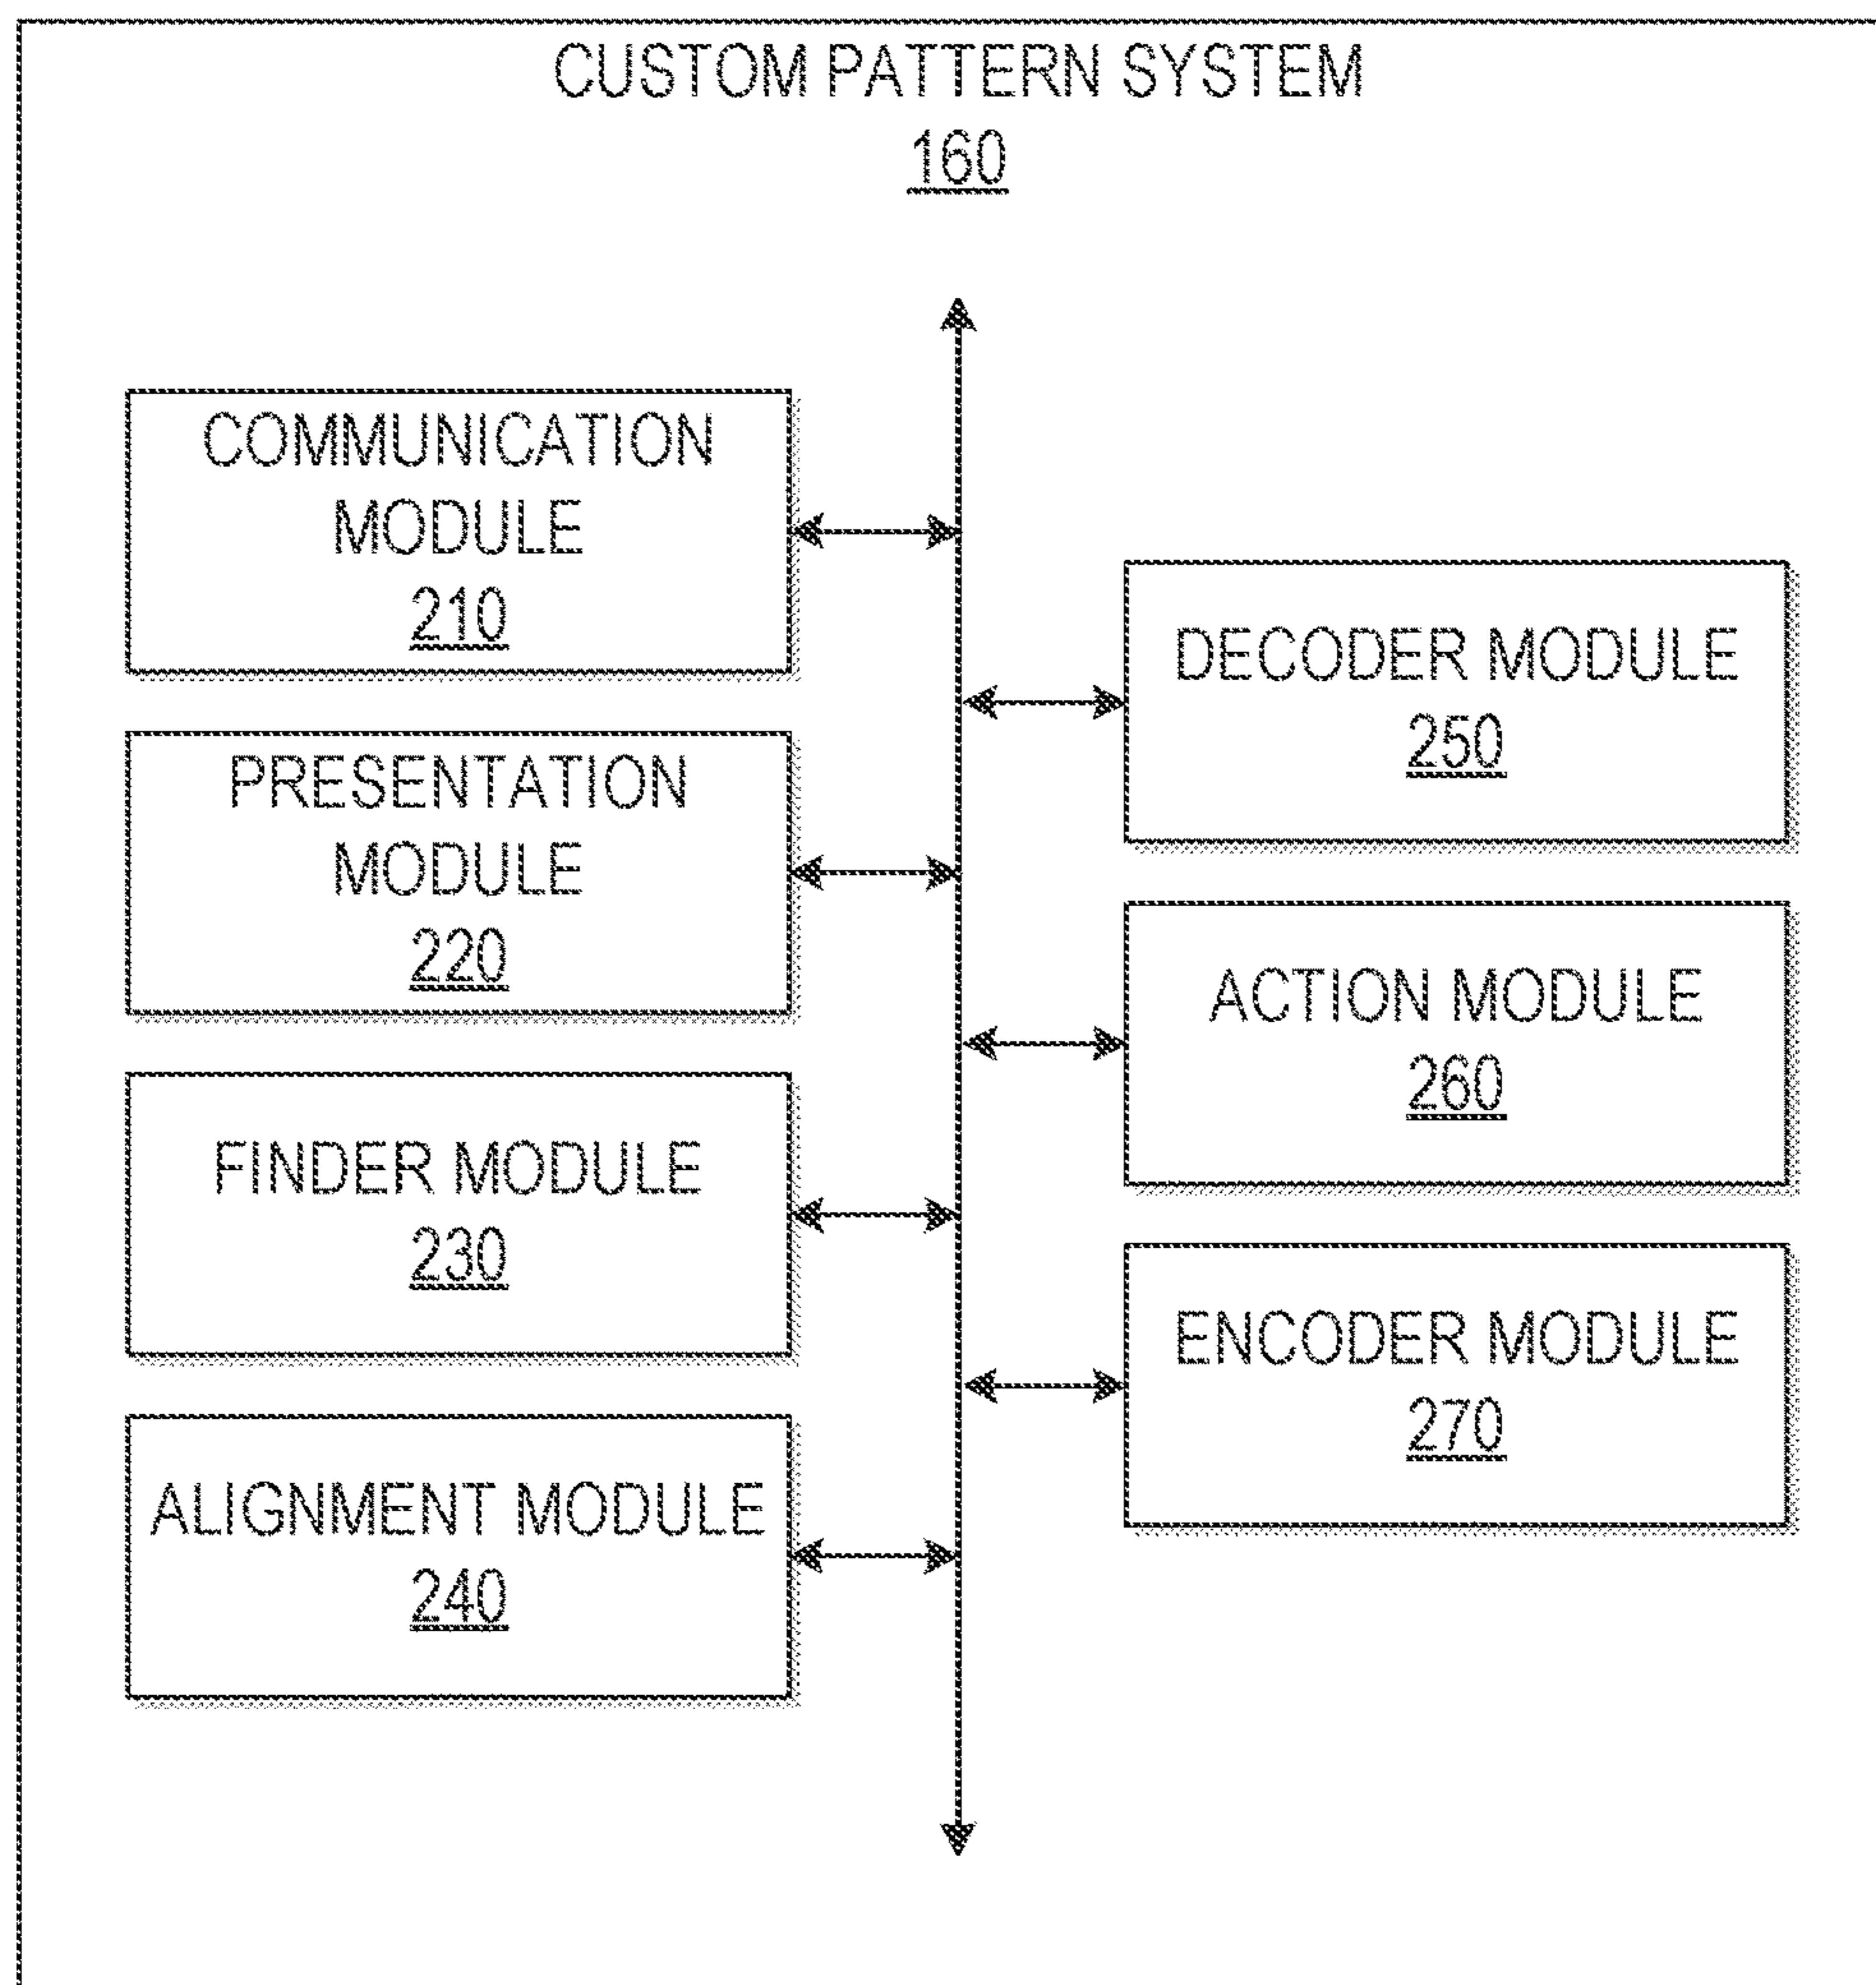 CUSTOM PATTERN SYSTEM
160
COMMUNICATION
MODULE
210
PRESENTATION
MODULE
220
FINDER MODULE
230
ALIGNMENT MODULE
240
DECODER MODULE
250
ACTION MODULE
260
ENCODER MODULE
270